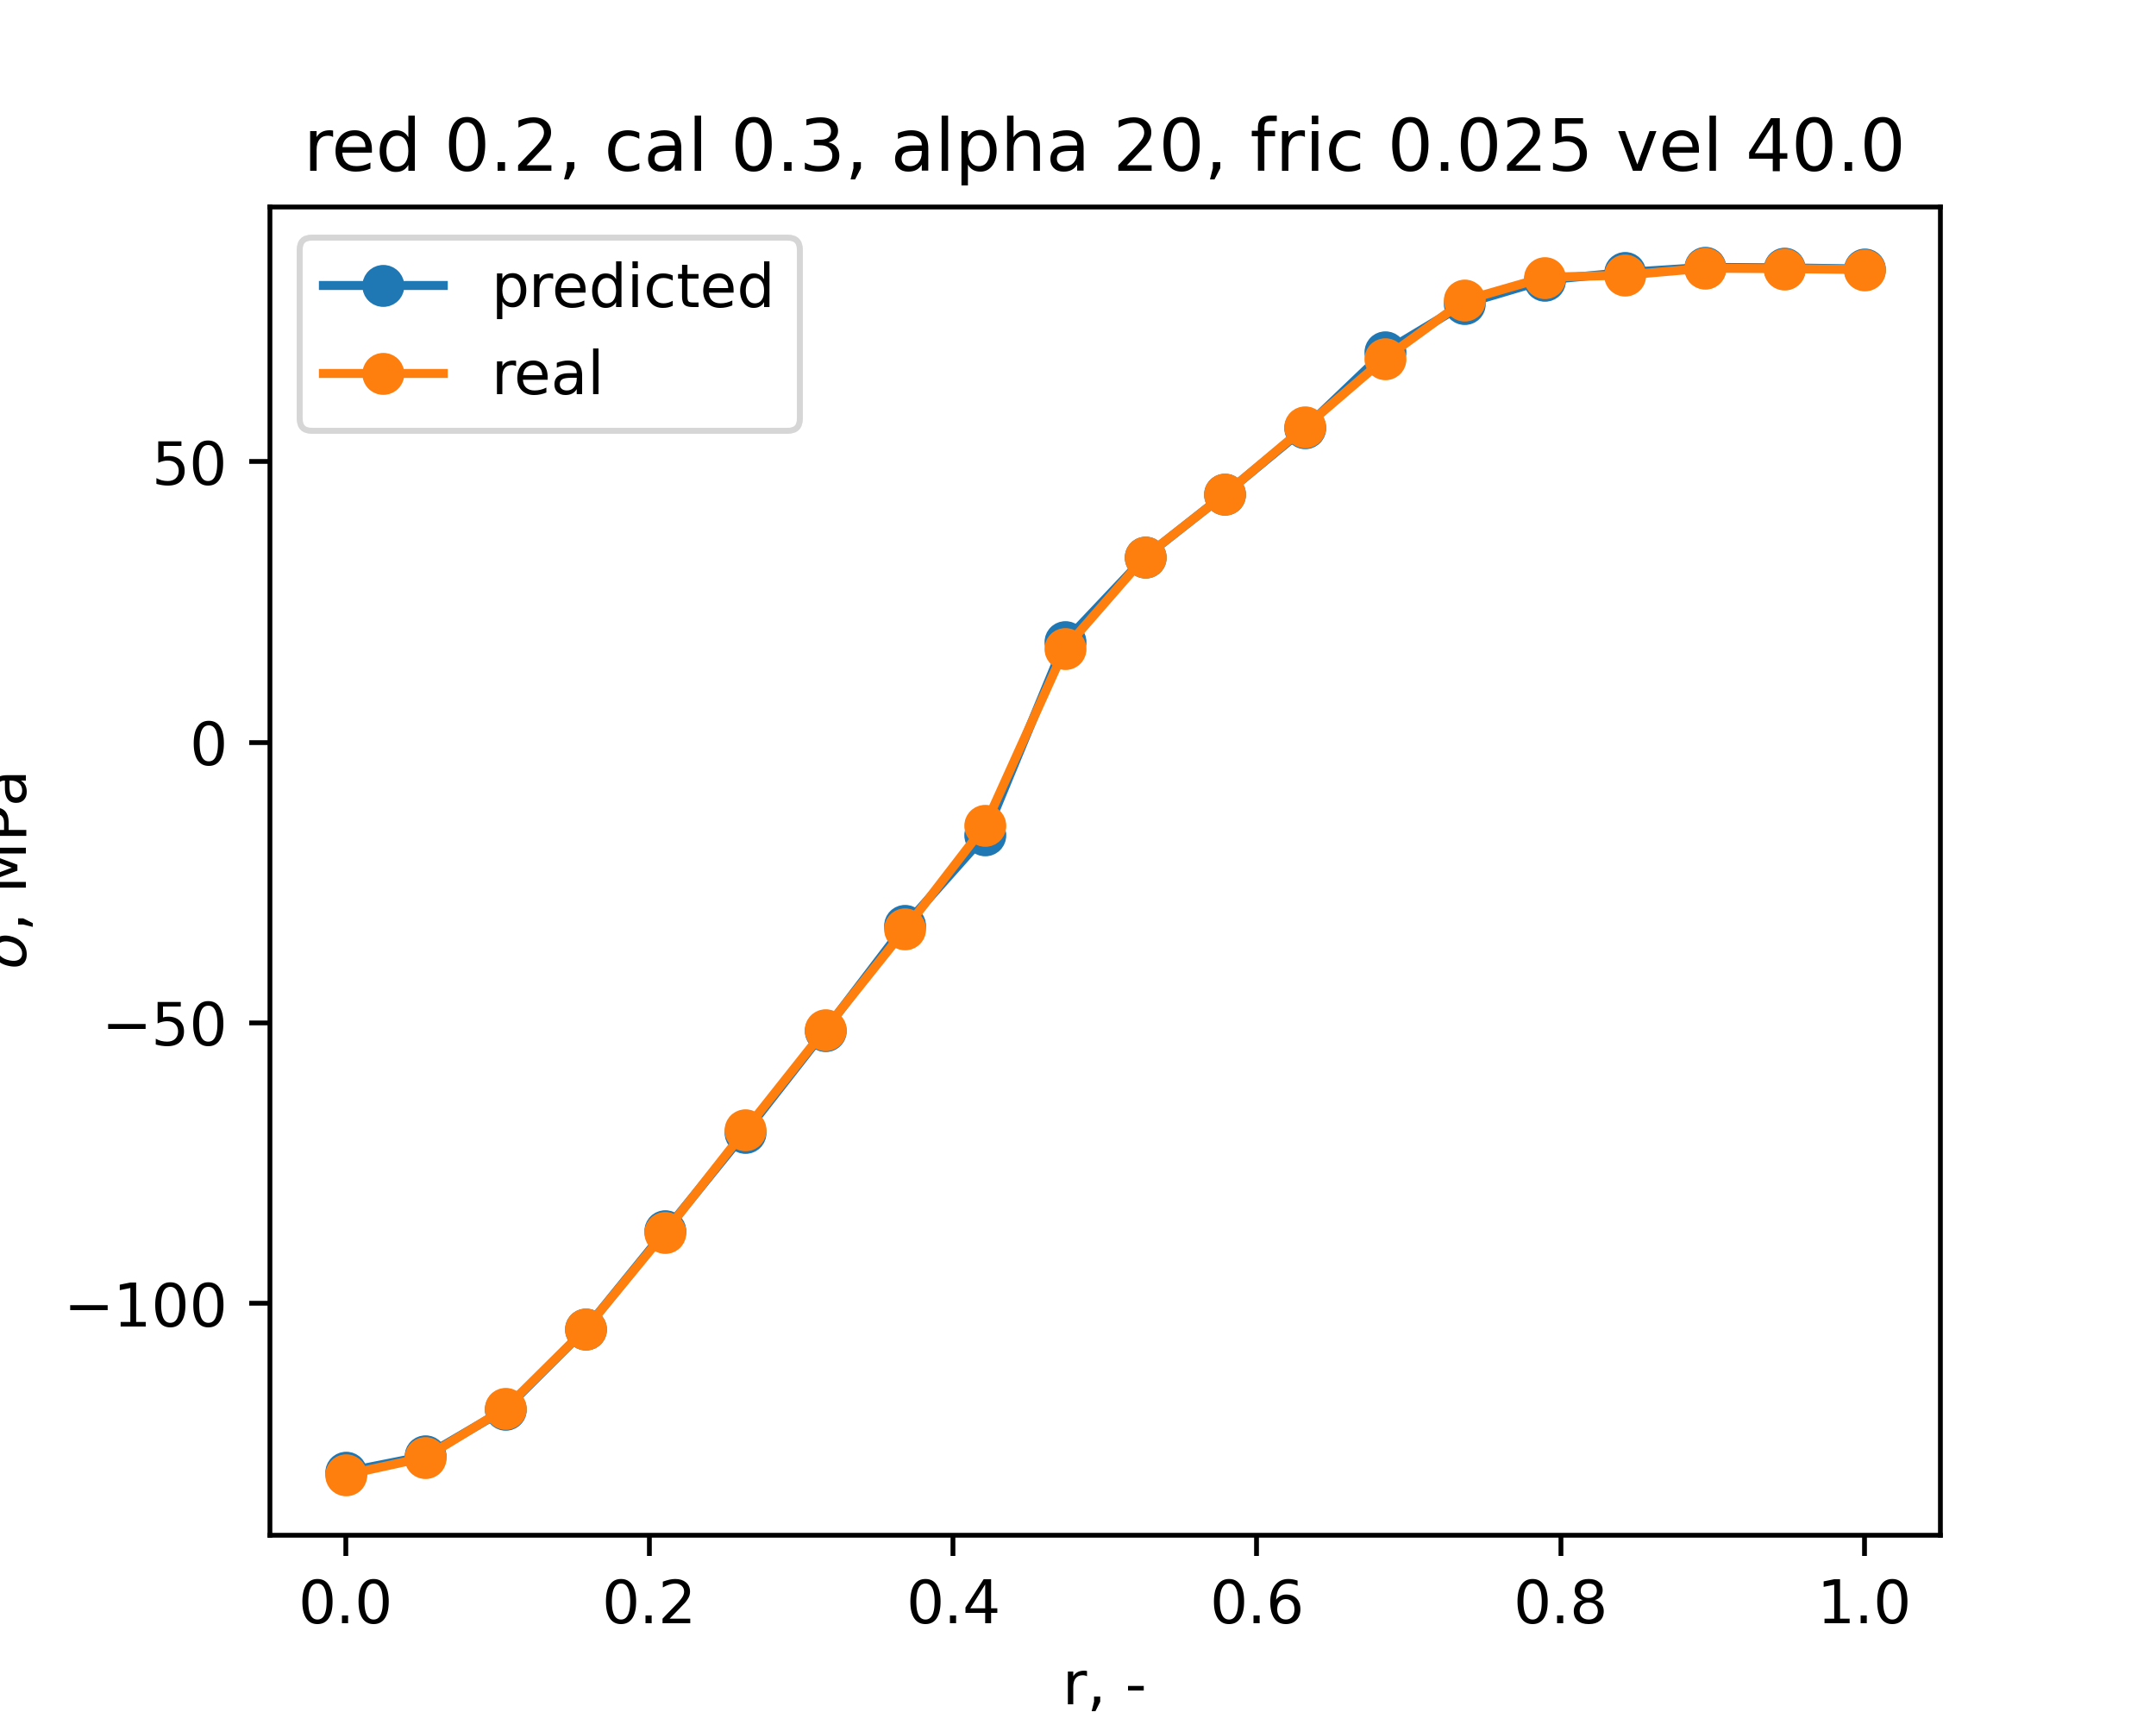 red 0.2, cal 0.3, alpha 20, fric 0.025 vel 40.0
predicted
real
50
0
−50
−100
σ, MPa
0.0 0.2 0.4 0.6 0.8 1.0
r, -